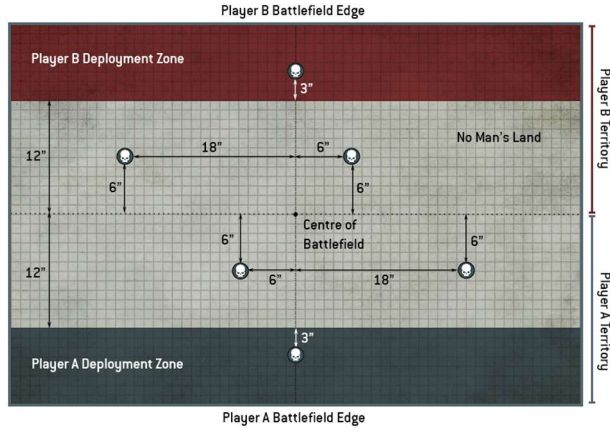 Player B Battlefield Edge
Player B Deployment Zone
3”
No Man’s Land
12”
18”
6”
6”
6”
Player B Territory
Centre of
Battlefield
6”
6”
12”
6”
18”
3”
Player A Deployment Zone
Player A Territory
Player A Battlefield Edge